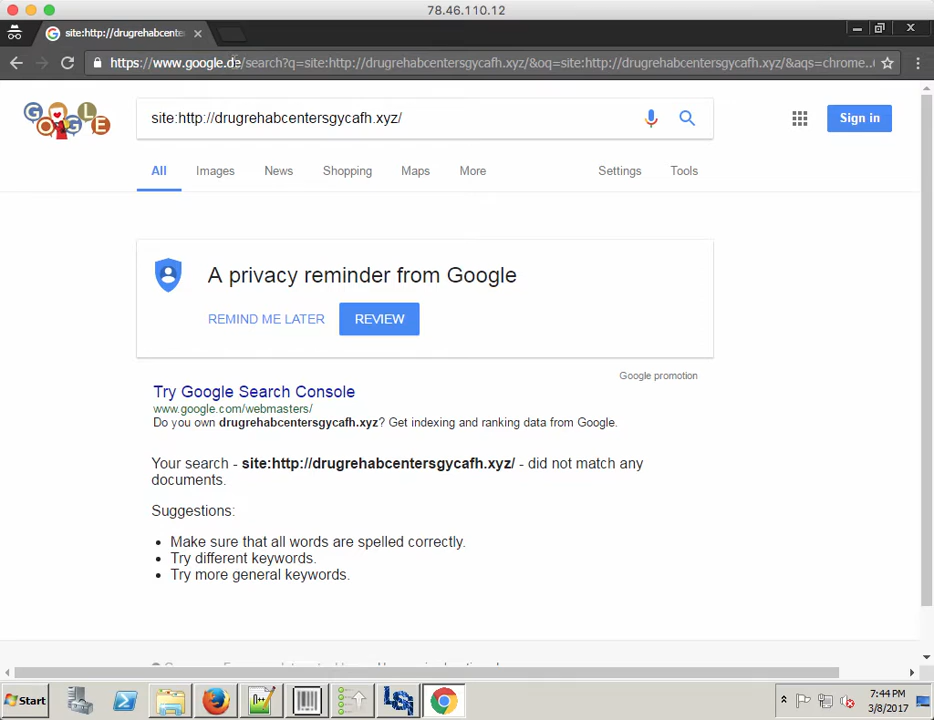 78.46.110.12
site:http://drugrehabcente
https://www.google.de/search?q=site:http://drugrehabcentersgycafh.xyz/&oq=site:http://drugrehabcentersgycafh.xyz/&aqs=chrome..
GOOGLE
site:http://drugrehabcentersgycafh.xyz/
Sign in
All Images News Shopping Maps More Settings Tools
A privacy reminder from Google
REMIND ME LATER REVIEW
Google promotion
Try Google Search Console
www.google.com/webmasters/
Do you own drugrehabcentersgycafh.xyz? Get indexing and ranking data from Google.
Your search - site:http://drugrehabcentersgycafh.xyz/ - did not match any
documents.
Suggestions:
• Make sure that all words are spelled correctly.
• Try different keywords.
• Try more general keywords.
Start
7:44 PM
3/8/2017